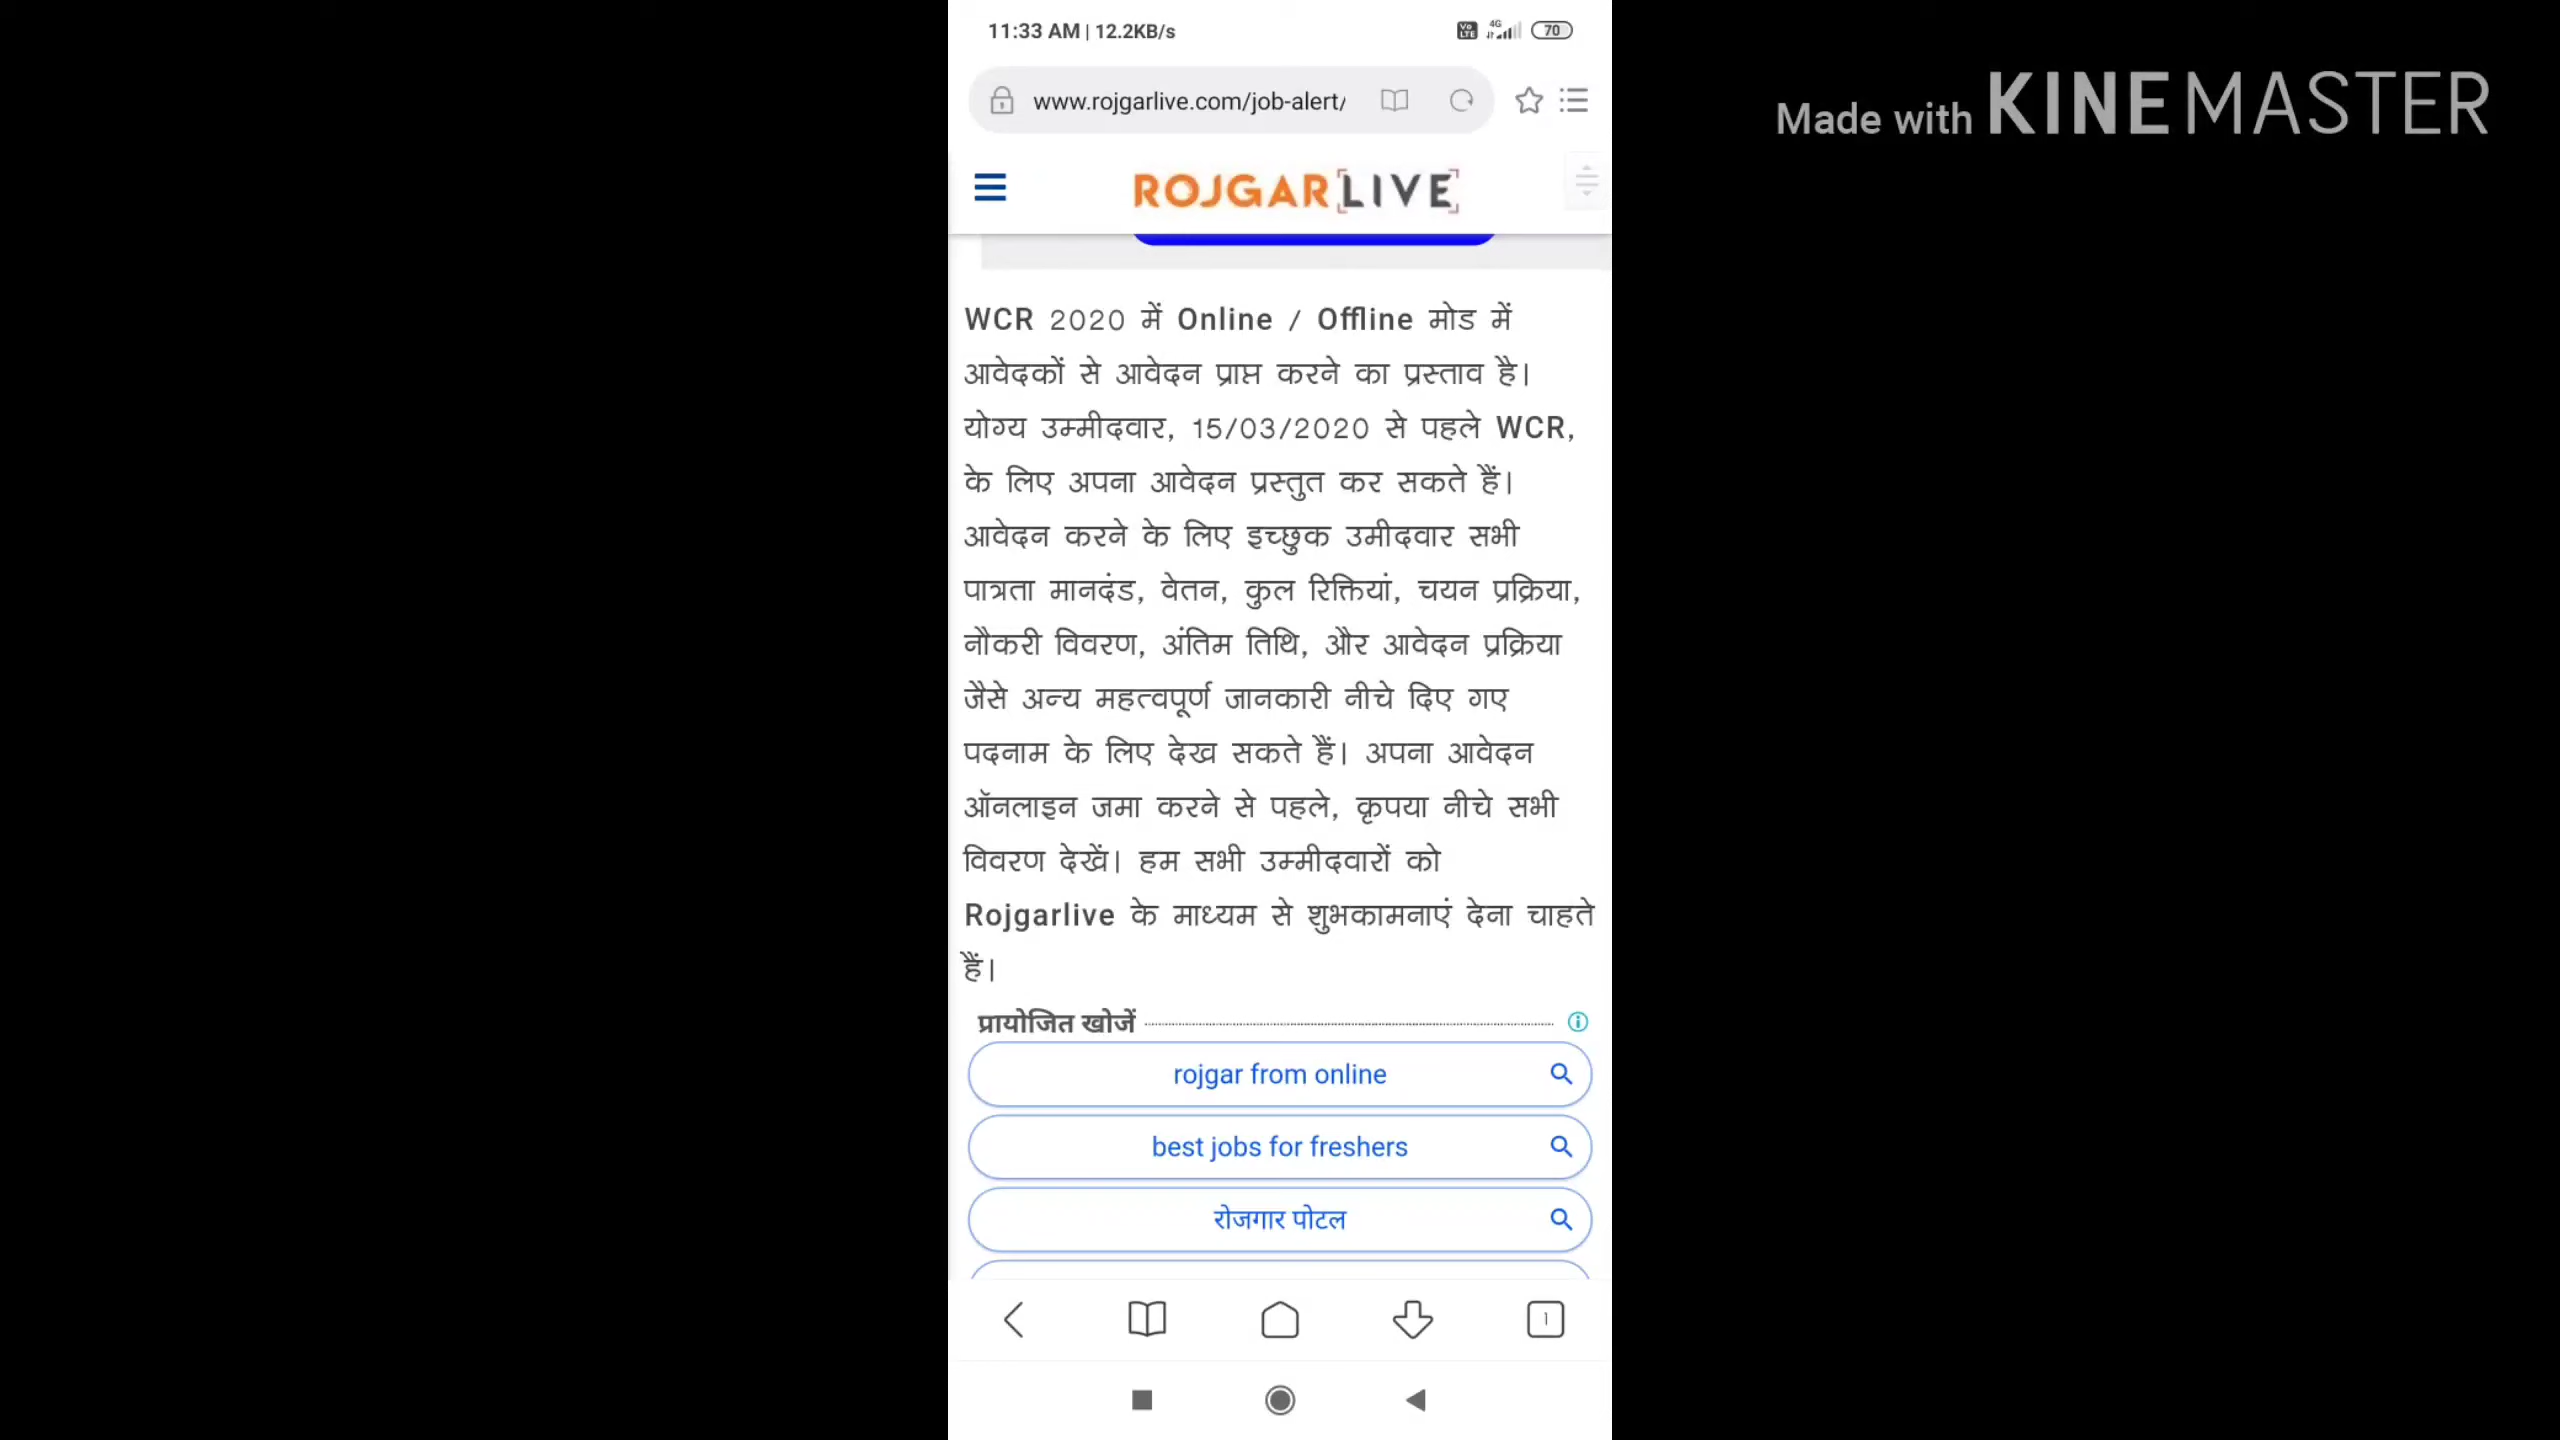 11:33 AM | 12.2KB/s
Vo LTE 4G 70
www.rojgarlive.com/job-alert/
Made with KINEMASTER
ROJGAR[LIVE]
WCR 2020 में Online / Offline मोड में
आवेदकों से आवेदन प्राप्त करने का प्रस्ताव है।
योग्य उम्मीदवार, 15/03/2020 से पहले WCR,
के लिए अपना आवेदन प्रस्तुत कर सकते हैं।
आवेदन करने के लिए इच्छुक उमीदवार सभी
पात्रता मानदंड, वेतन, कुल रिक्तियां, चयन प्रक्रिया,
नौकरी विवरण, अंतिम तिथि, और आवेदन प्रक्रिया
जैसे अन्य महत्वपूर्ण जानकारी नीचे दिए गए
पदनाम के लिए देख सकते हैं। अपना आवेदन
ऑनलाइन जमा करने से पहले, कृपया नीचे सभी
विवरण देखें। हम सभी उम्मीदवारों को
Rojgarlive के माध्यम से शुभकामनाएं देना चाहते
हैं।
प्रायोजित खोजें
rojgar from online
best jobs for freshers
रोजगार पोटल
1